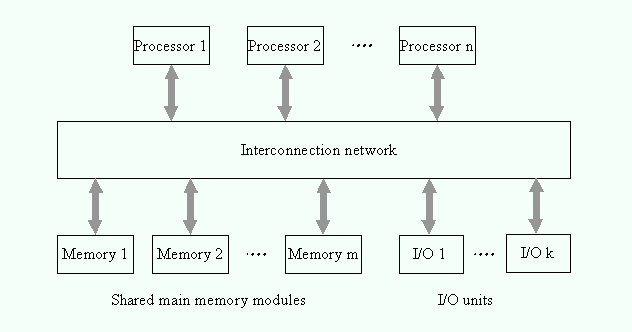 Processor 1 Processor 2 .... Processor n
Interconnection network
Memory 1 Memory 2 .... Memory m I/O 1 .... I/O k
Shared main memory modules I/O units